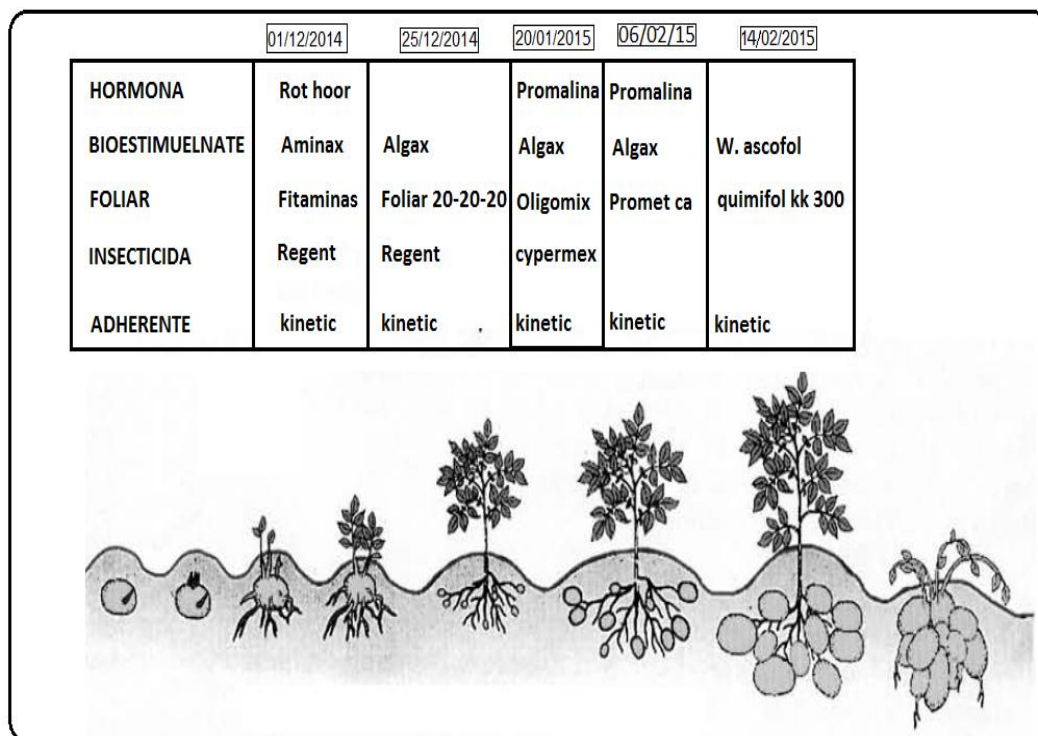 01/12/2014 25/12/2014 20/01/2015 06/02/15 14/02/2015
HORMONA Rot hoor Promalina Promalina
BIOESTIMUELNATE Aminax Algax Algax Algax W. ascofol
FOLIAR Fitaminas Foliar 20-20-20 Oligomix Promet ca quimifol kk 300
INSECTICIDA Regent Regent cypermex
ADHERENTE kinetic kinetic . kinetic kinetic kinetic